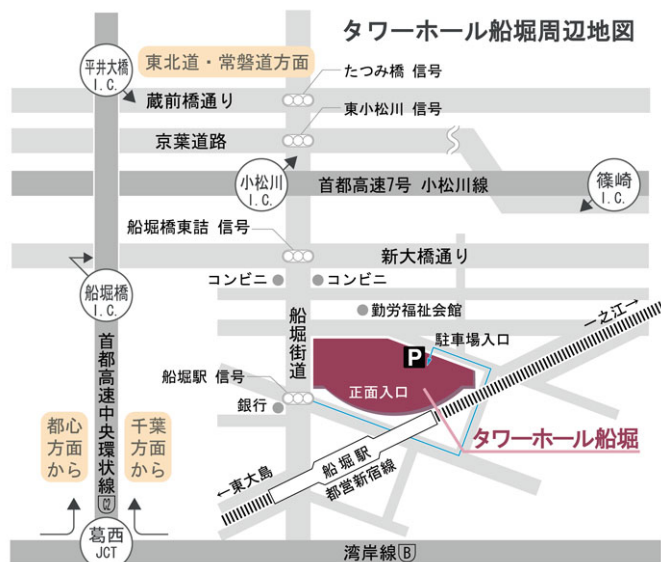 タワーホール船堀周辺地図
平井大橋
I.C.
東北道・常磐道方面
たつみ橋 信号
蔵前橋通り
東小松川 信号
京葉道路
小松川
I.C.
首都高速7号 小松川線
篠崎
I.C.
船堀橋東詰 信号
新大橋通り
コンビニ
コンビニ
船堀橋
I.C.
勤労福祉会館
船堀街道
一之江→
駐車場入口
P
首都高速中央環状線
C2
船堀駅 信号
正面入口
銀行
タワーホール船堀
都心
方面
から
千葉
方面
から
船堀駅
都営新宿線
←東大島
葛西
JCT
湾岸線B